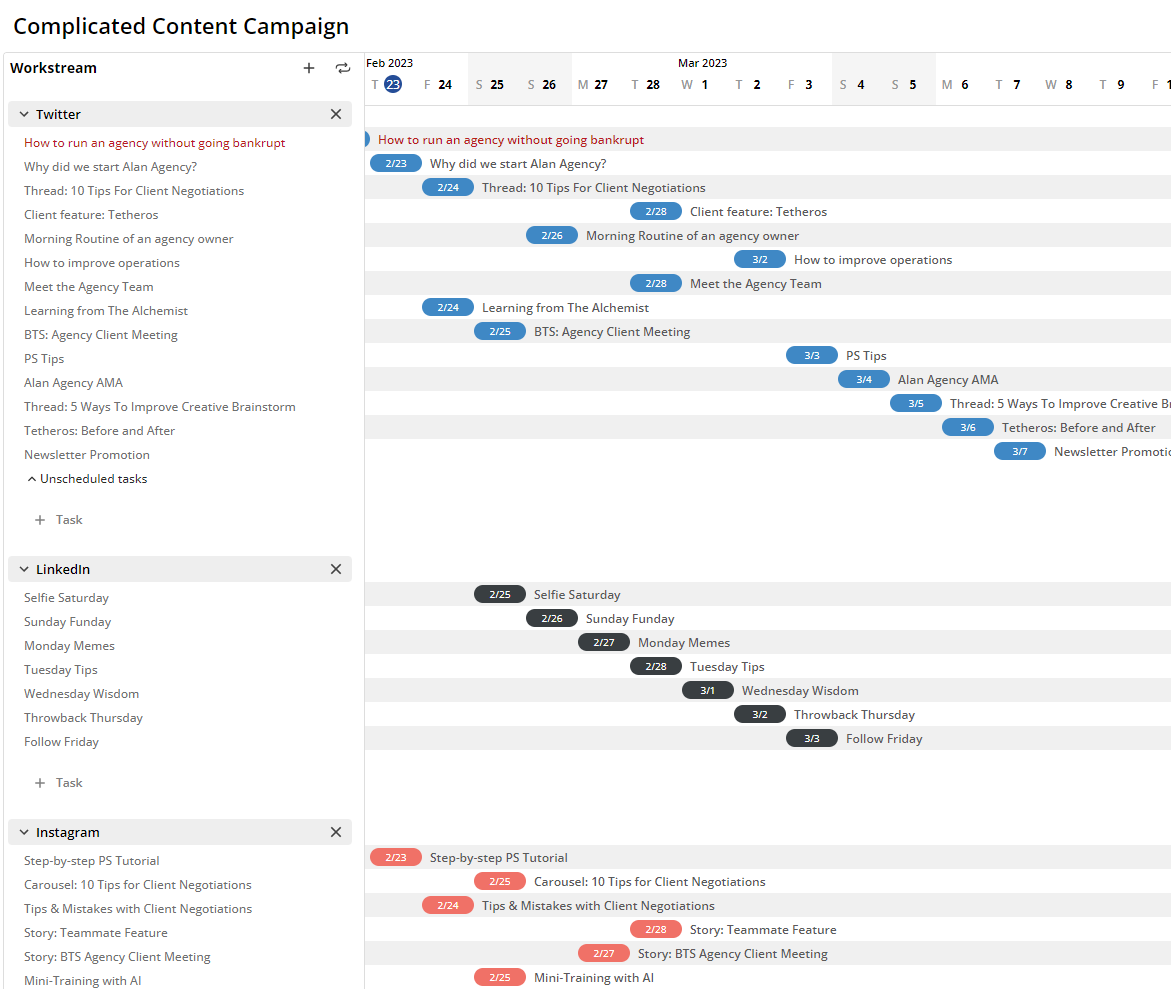 Complicated Content Campaign
Workstream
Feb 2023 Mar 2023
T 23 F 24 S 25 S 26 M 27 T 28 W 1 T 2 F 3 S 4 S 5 M 6 T 7 W 8 T 9 F
Twitter
How to run an agency without going bankrupt How to run an agency without going bankrupt
Why did we start Alan Agency? 2/23 Why did we start Alan Agency?
Thread: 10 Tips For Client Negotiations 2/24 Thread: 10 Tips For Client Negotiations
Client feature: Tetheros 2/28 Client feature: Tetheros
Morning Routine of an agency owner 2/26 Morning Routine of an agency owner
How to improve operations 3/2 How to improve operations
Meet the Agency Team 2/28 Meet the Agency Team
Learning from The Alchemist 2/24 Learning from The Alchemist
BTS: Agency Client Meeting 2/25 BTS: Agency Client Meeting
PS Tips 3/3 PS Tips
Alan Agency AMA 3/4 Alan Agency AMA
Thread: 5 Ways To Improve Creative Brainstorm 3/5 Thread: 5 Ways To Improve Creative B
Tetheros: Before and After 3/6 Tetheros: Before and After
Newsletter Promotion 3/7 Newsletter Promotio
Unscheduled tasks
+ Task
LinkedIn
Selfie Saturday 2/25 Selfie Saturday
Sunday Funday 2/26 Sunday Funday
Monday Memes 2/27 Monday Memes
Tuesday Tips 2/28 Tuesday Tips
Wednesday Wisdom 3/1 Wednesday Wisdom
Throwback Thursday 3/2 Throwback Thursday
Follow Friday 3/3 Follow Friday
+ Task
Instagram
Step-by-step PS Tutorial 2/23 Step-by-step PS Tutorial
Carousel: 10 Tips for Client Negotiations 2/25 Carousel: 10 Tips for Client Negotiations
Tips & Mistakes with Client Negotiations 2/24 Tips & Mistakes with Client Negotiations
Story: Teammate Feature 2/28 Story: Teammate Feature
Story: BTS Agency Client Meeting 2/27 Story: BTS Agency Client Meeting
Mini-Training with AI 2/25 Mini-Training with AI